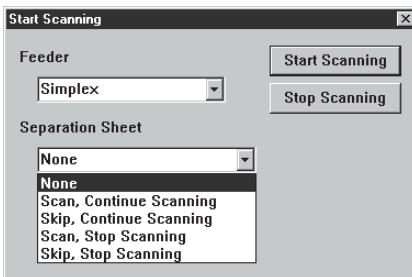 Start Scanning
Feeder
Start Scanning
Simplex
Stop Scanning
Separation Sheet
None
None
Scan, Continue Scanning
Skip, Continue Scanning
Scan, Stop Scanning
Skip, Stop Scanning